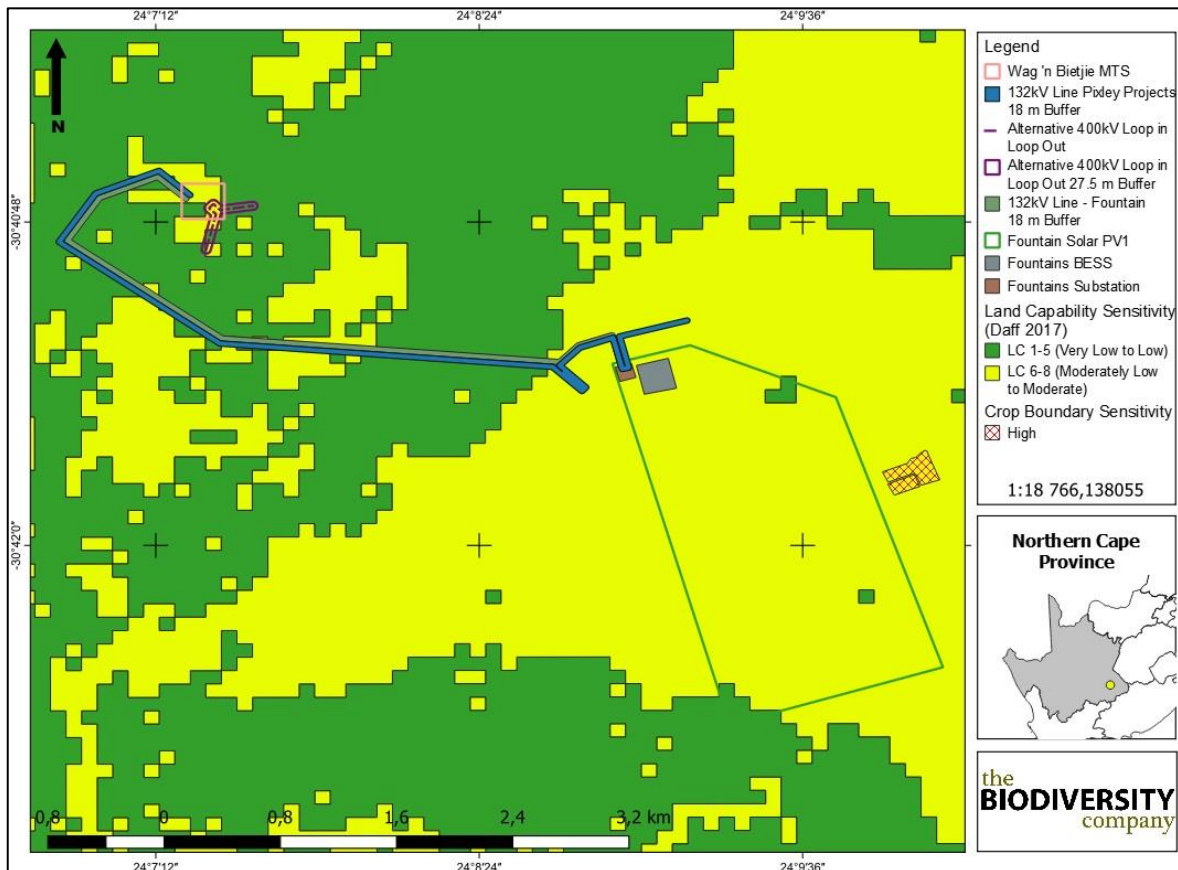 24°7'12" 24°8'24" 24°9'36"
N
-30°40'48"
-30°42'0"
0,8 0 0,8 1,6 2,4 3,2 km
24°7'12" 24°8'24" 24°9'36"
Legend
Wag 'n Bietjie MTS
132kV Line Pixley Projects
18 m Buffer
Alternative 400kV Loop in
Loop Out
Alternative 400kV Loop in
Loop Out 27.5 m Buffer
132kV Line - Fountain
18 m Buffer
Fountain Solar PV1
Fountains BESS
Fountains Substation
Land Capability Sensitivity
(Daff 2017)
LC 1-5 (Very Low to Low)
LC 6-8 (Moderately Low
to Moderate)
Crop Boundary Sensitivity
High
1:18 766,138055
Northern Cape
Province
the
BIODIVERSITY
company